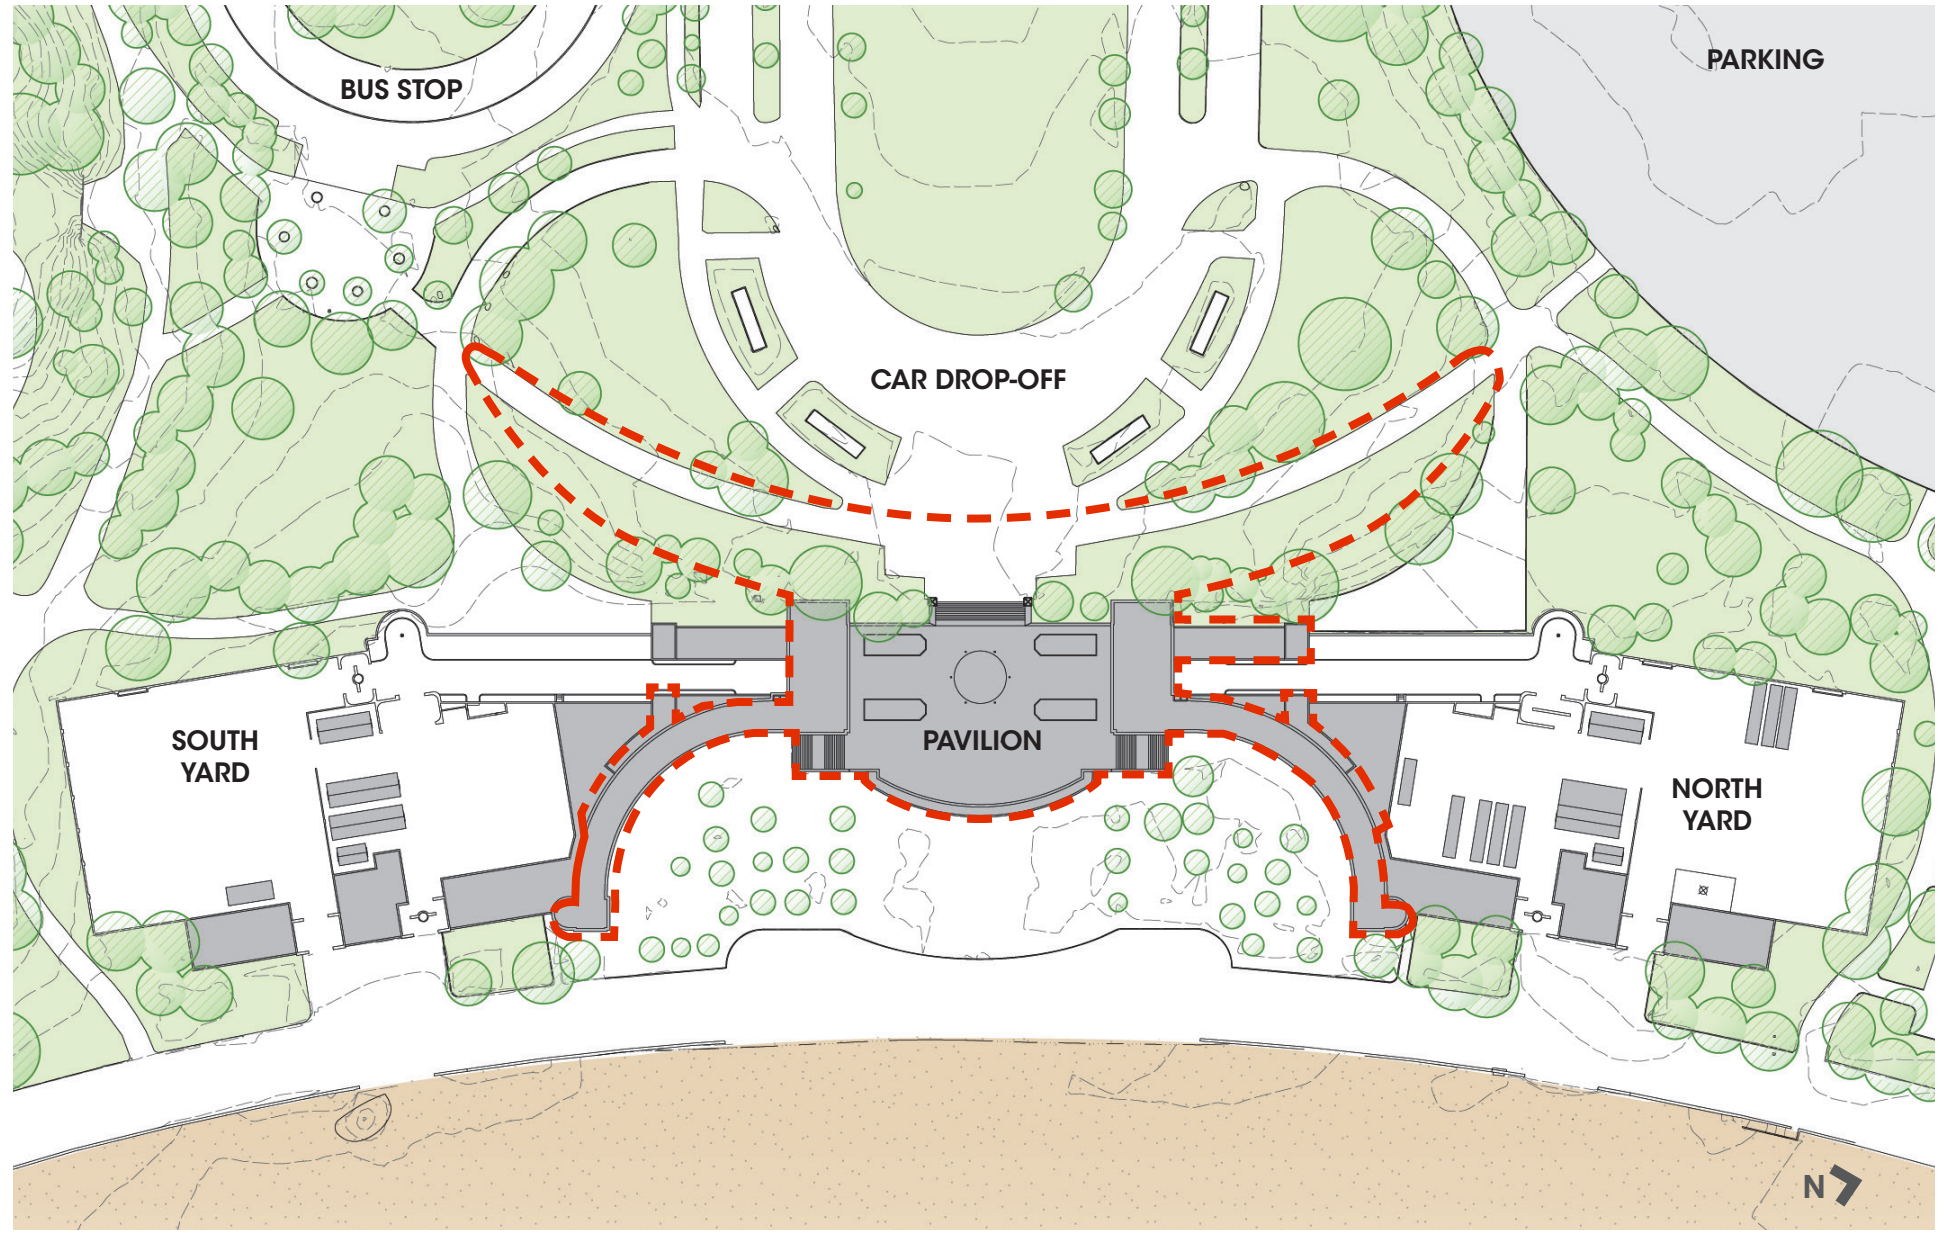 PARKING
BUS STOP
CAR DROP-OFF
SOUTH
YARD
PAVILION
NORTH
YARD
N